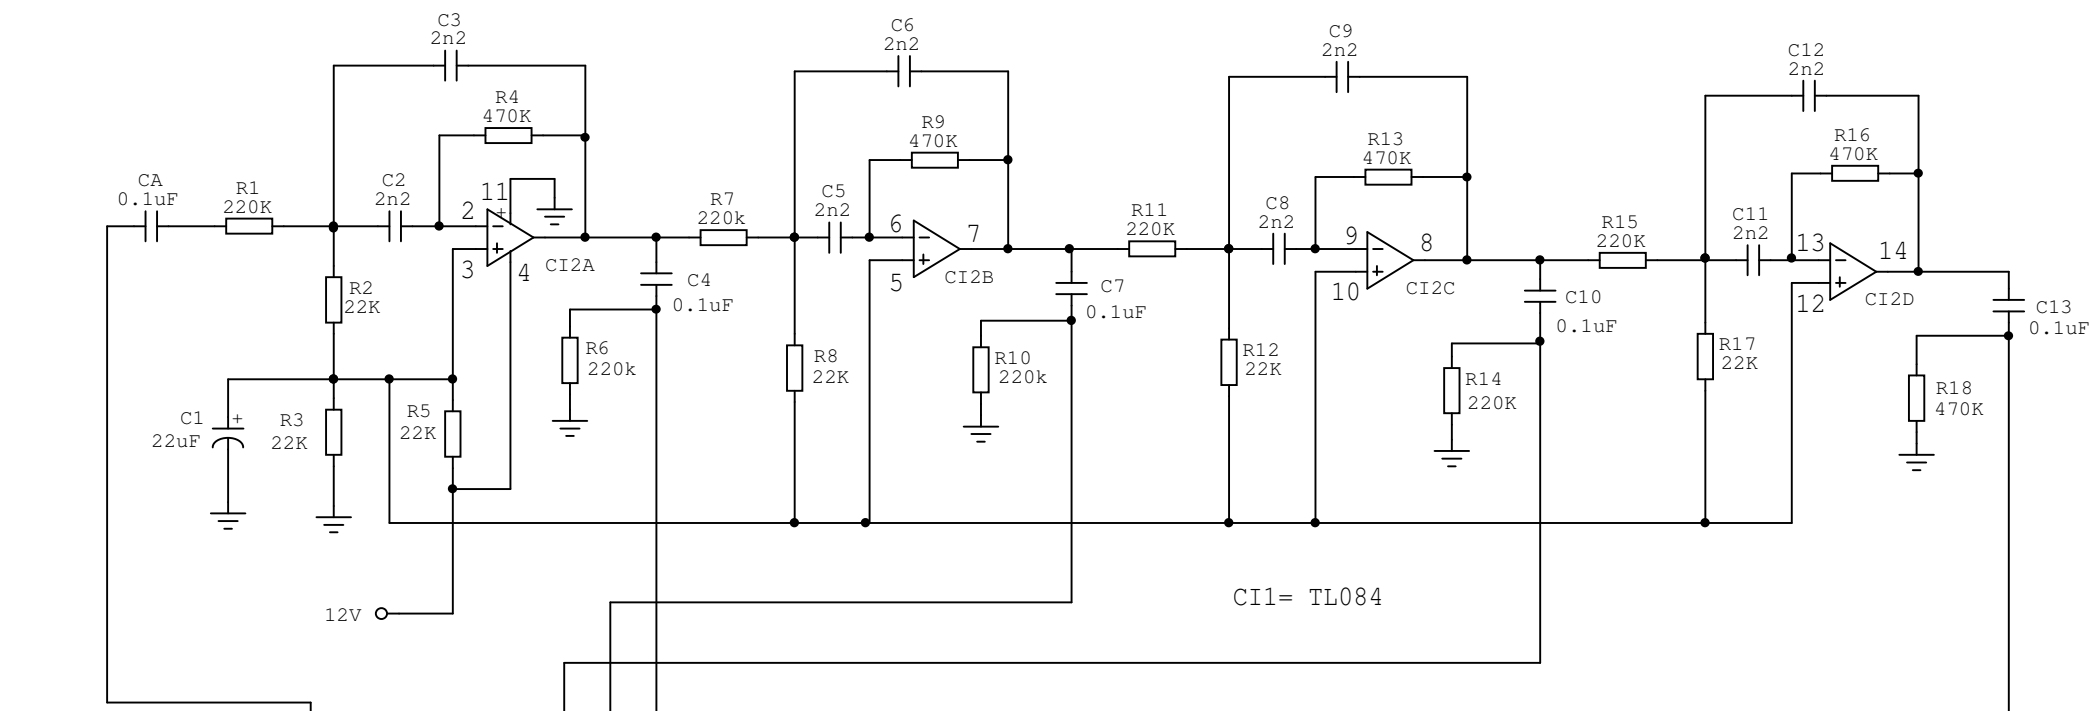 C3
2n2
C6
2n2
C9
2n2
C12
2n2
R4
470K
R9
470K
R13
470K
R16
470K
CA
0.1uF
R1
220K
C2
2n2
11
+
2
−
+
3
4
CI2A
R7
220k
C5
2n2
6
−
+
5
7
CI2B
R11
220K
C8
2n2
9
−
+
10
8
CI2C
R15
220K
C11
2n2
13
−
+
12
14
CI2D
R2
22K
C4
0.1uF
C7
0.1uF
C10
0.1uF
C13
0.1uF
R6
220k
R8
22K
R10
220k
R12
22K
R14
220K
R17
22K
R18
470K
C1
+
22uF
R3
22K
R5
22K
12V
CI1= TL084